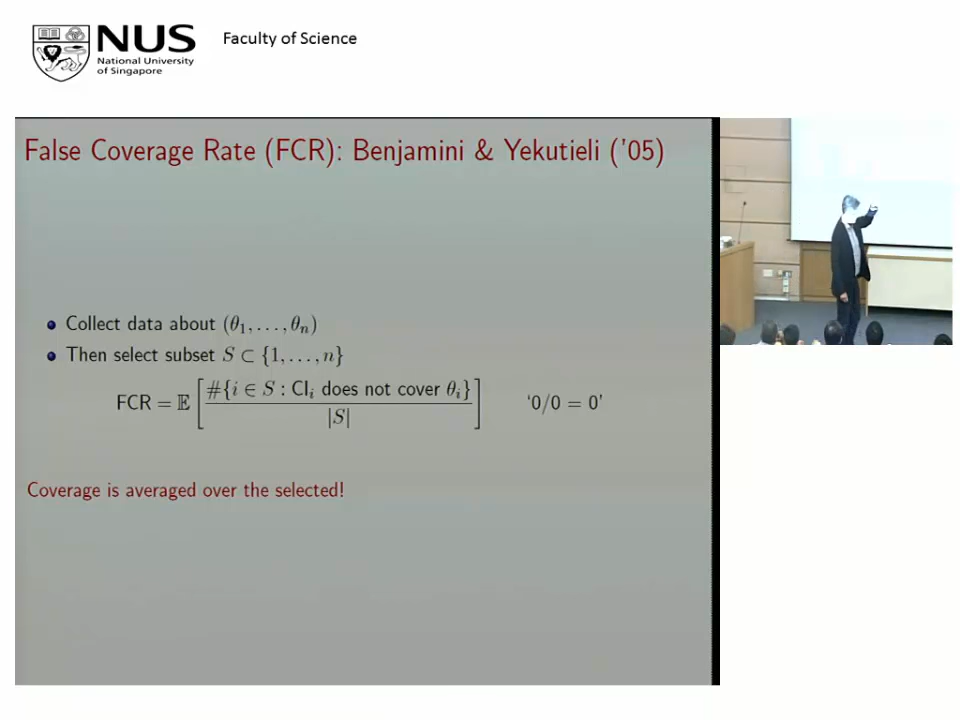 NUS
National University
of Singapore
Faculty of Science
False Coverage Rate (FCR): Benjamini & Yekutieli ('05)
Collect data about (θ₁, . . . , θₙ)
Then select subset S ⊂ {1, . . . , n}
FCR = 𝔼 [ #{i ∈ S : CIᵢ does not cover θᵢ} / |S| ] '0/0 = 0'
Coverage is averaged over the selected!